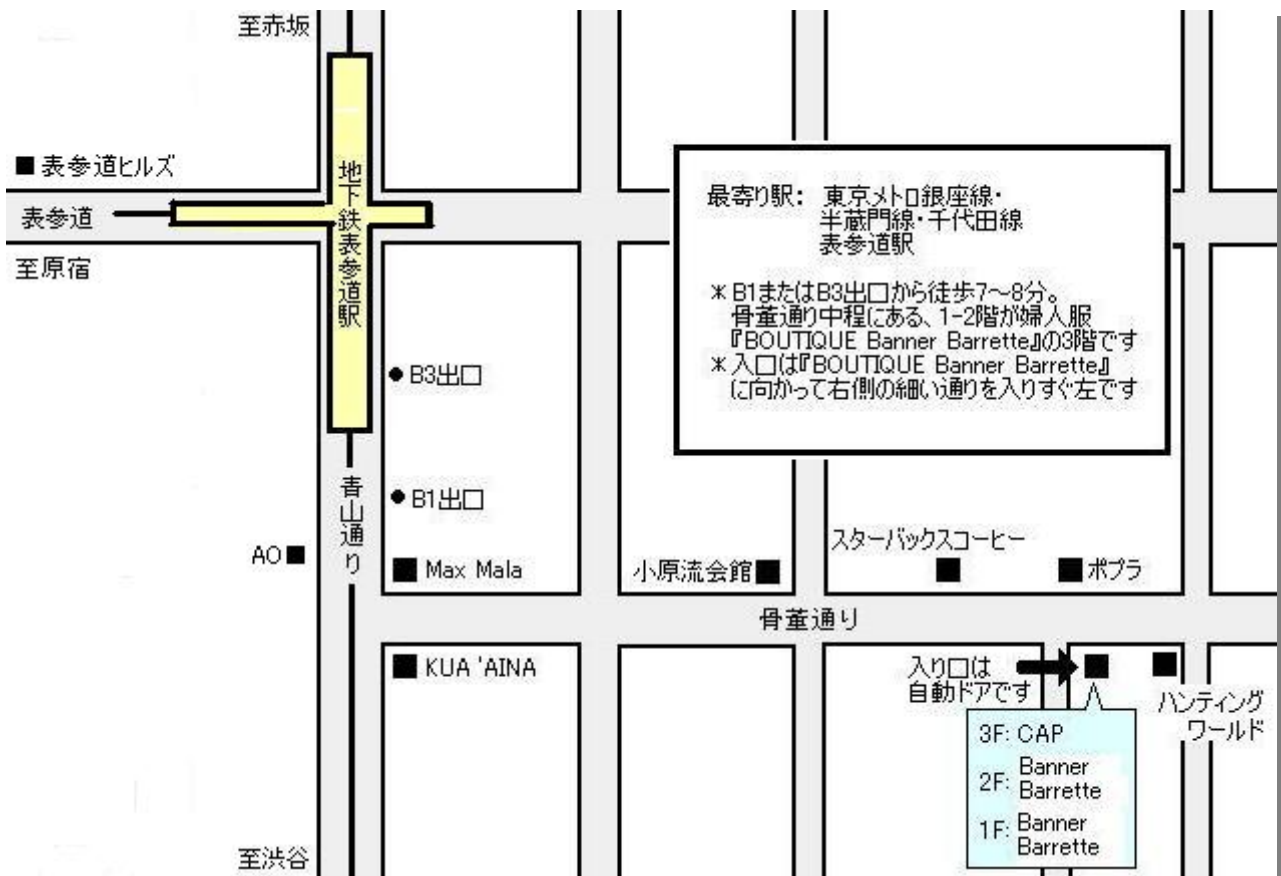 至赤坂
■表参道ヒルズ
表参道
至原宿
地下鉄表参道駅
最寄り駅： 東京メトロ銀座線・
半蔵門線・千代田線
表参道駅
＊B1またはB3出口から徒歩7～8分。
骨董通り中程にある、1-2階が婦人服
『BOUTIQUE Banner Barrette』の3階です
＊入口は『BOUTIQUE Banner Barrette』
に向かって右側の細い通りを入りすぐ左です
●B3出口
●B1出口
青山通り
AO■
■Max Mala
小原流会館■
スターバックスコーヒー
■ポプラ
骨董通り
■KUA 'AINA
入り口は
自動ドアです
ハンティング
ワールド
3F: CAP
2F: Banner
Barrette
1F: Banner
Barrette
至渋谷